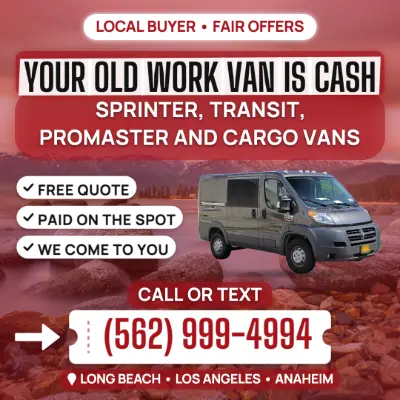 LOCAL BUYER • FAIR OFFERS
YOUR OLD WORK VAN IS CASH
SPRINTER, TRANSIT,
PROMASTER AND CARGO VANS
FREE QUOTE
PAID ON THE SPOT
WE COME TO YOU
CALL OR TEXT
(562) 999-4994
LONG BEACH • LOS ANGELES • ANAHEIM